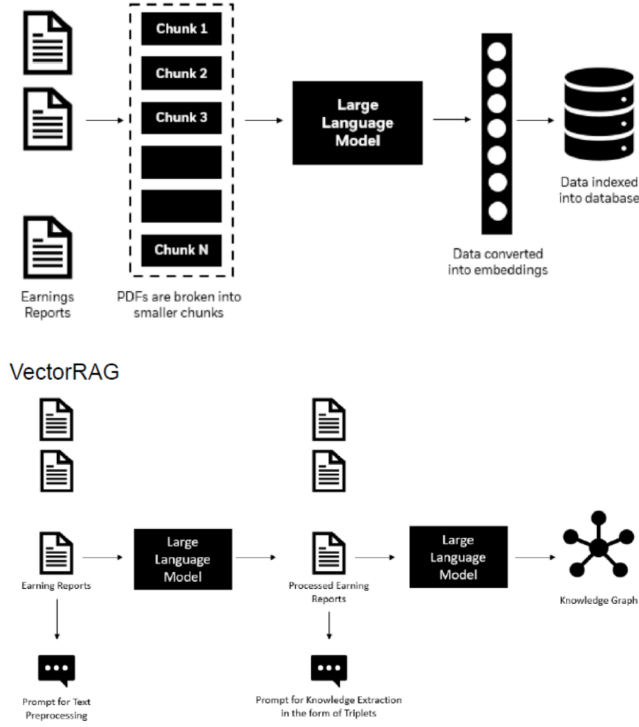 Chunk 1
Chunk 2
Chunk 3
Chunk N
Large
Language
Model
Earnings
Reports
PDFs are broken into
smaller chunks
Data converted
into embeddings
Data indexed
into database
VectorRAG
Earning Reports
Large
Language
Model
Processed Earning
Reports
Large
Language
Model
Knowledge Graph
Prompt for Text
Preprocessing
Prompt for Knowledge Extraction
in the form of Triplets